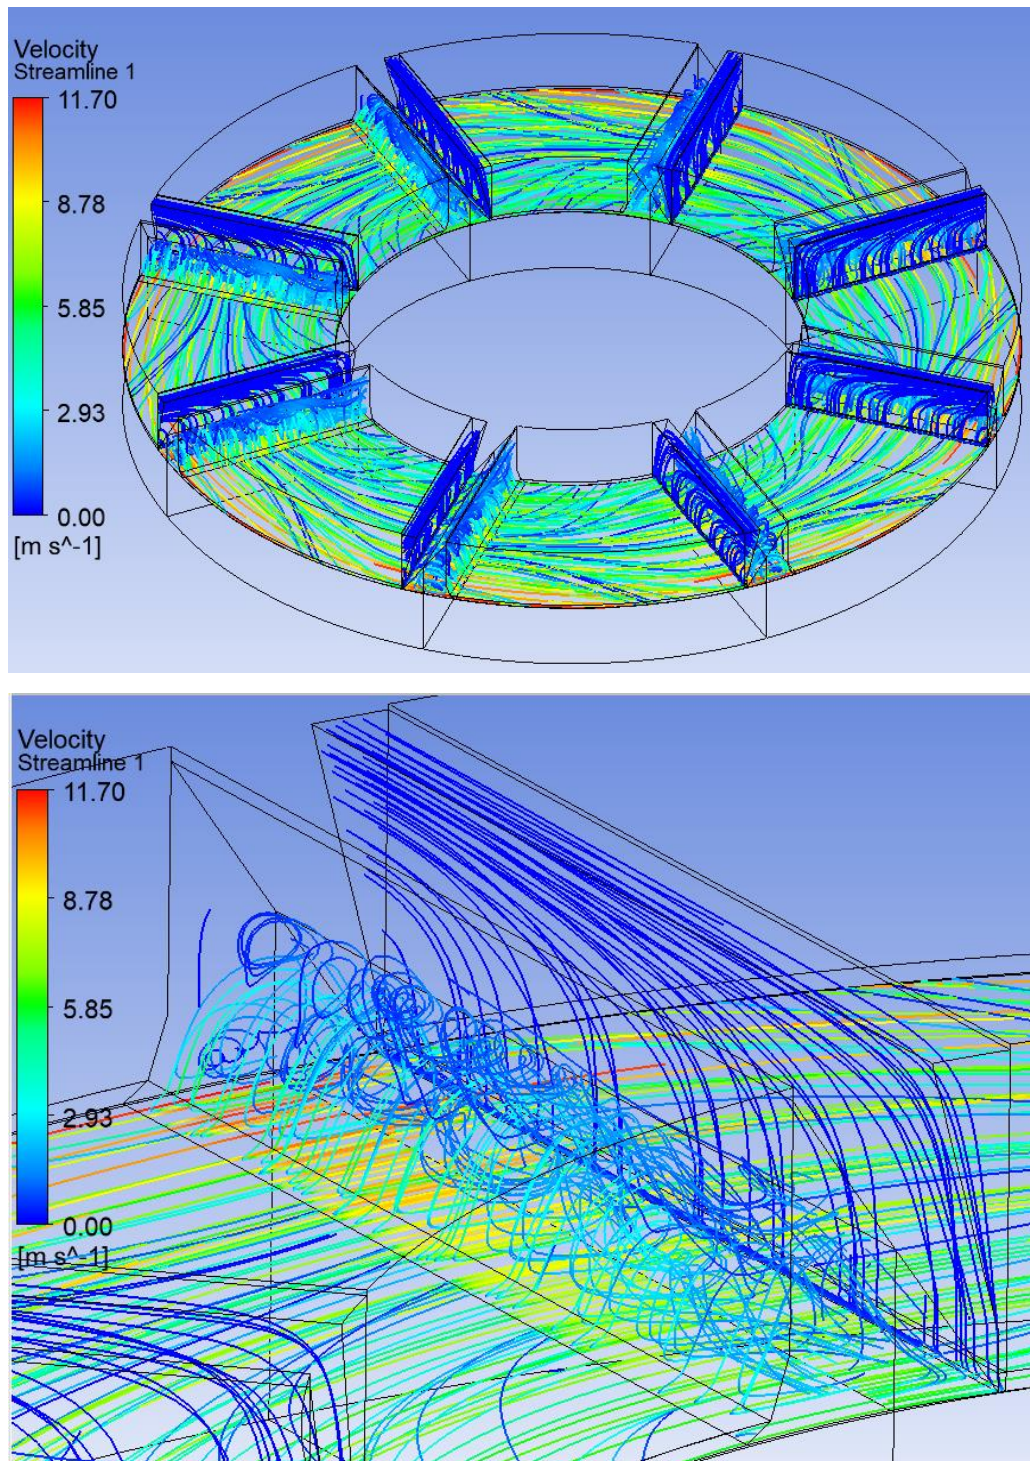 Velocity
Streamline 1
11.70
8.78
5.85
2.93
0.00
[m s^-1]
Velocity
Streamline 1
11.70
8.78
5.85
2.93
0.00
[m s^-1]